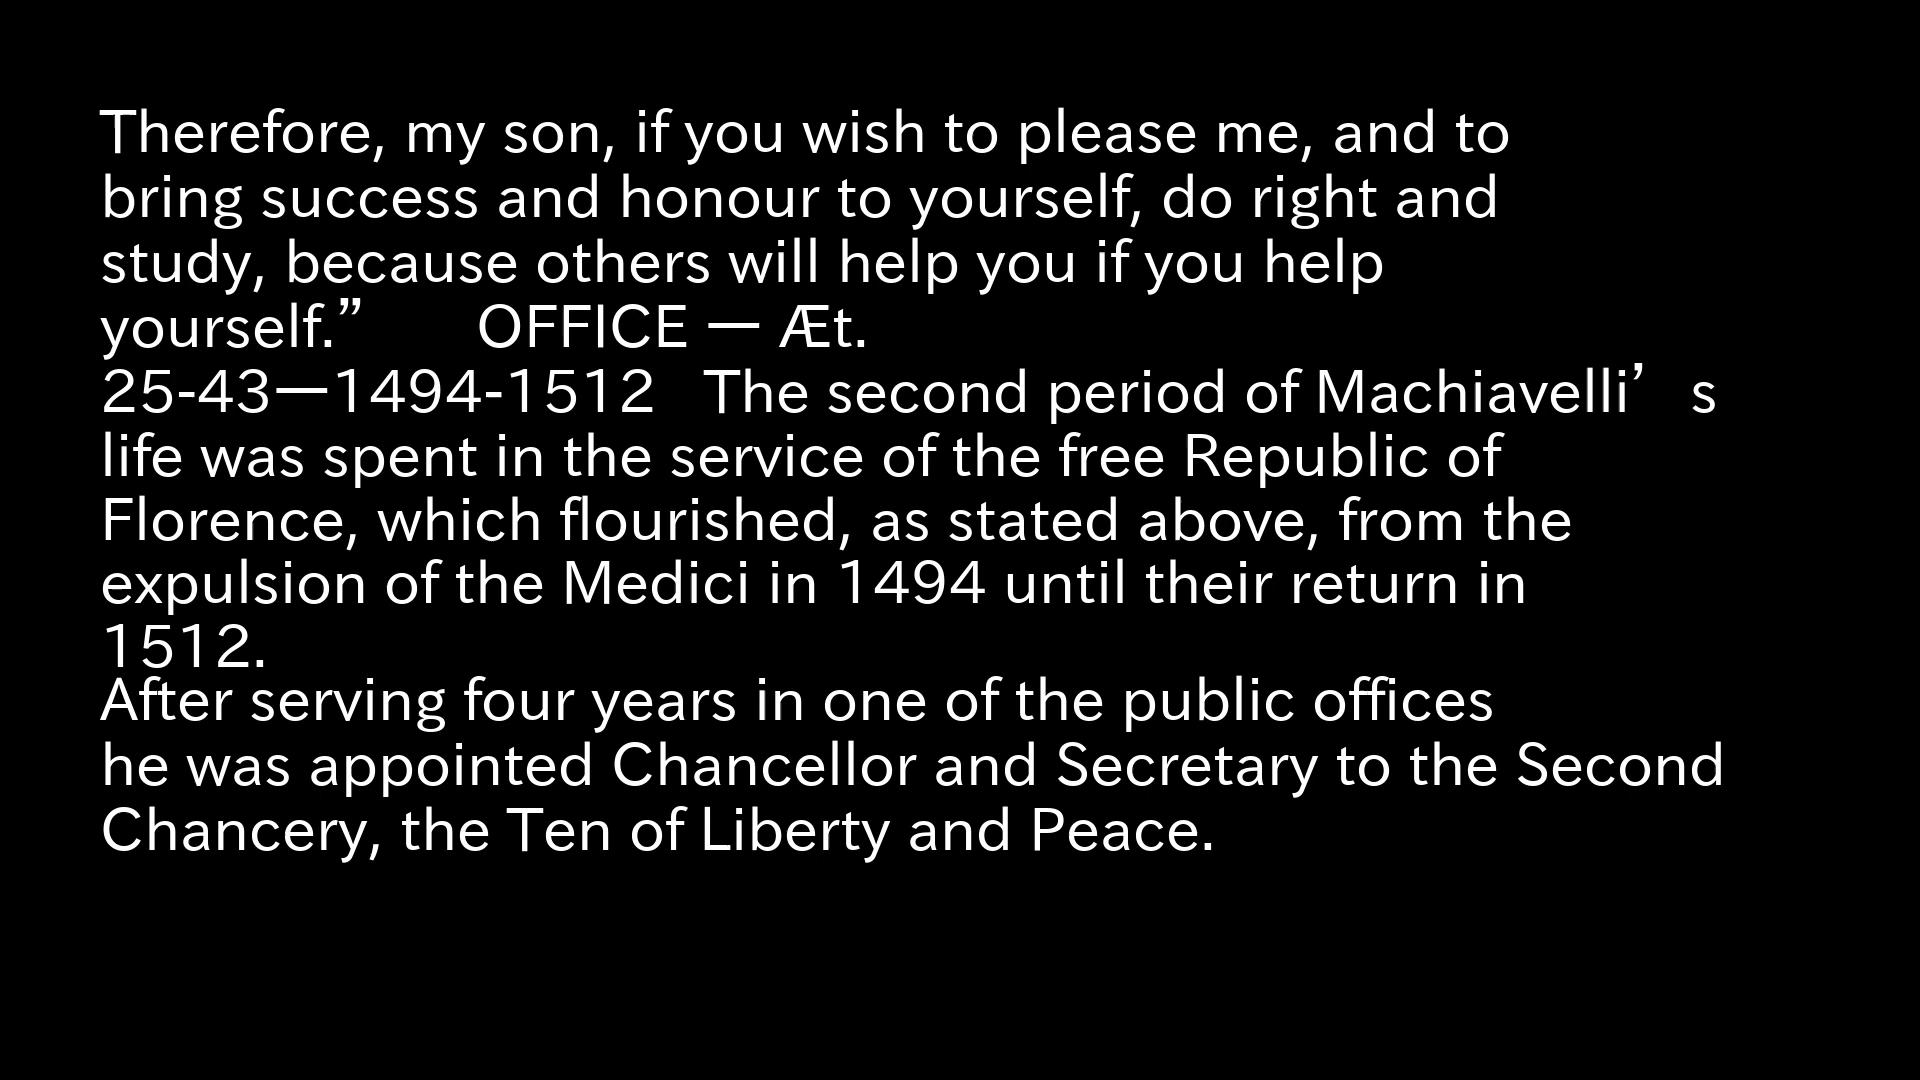 Therefore, my son, if you wish to please me, and to
bring success and honour to yourself, do right and
study, because others will help you if you help
yourself.” OFFICE — Æt.
25-43—1494-1512 The second period of Machiavelli’s
life was spent in the service of the free Republic of
Florence, which flourished, as stated above, from the
expulsion of the Medici in 1494 until their return in
1512.
After serving four years in one of the public offices
he was appointed Chancellor and Secretary to the Second
Chancery, the Ten of Liberty and Peace.